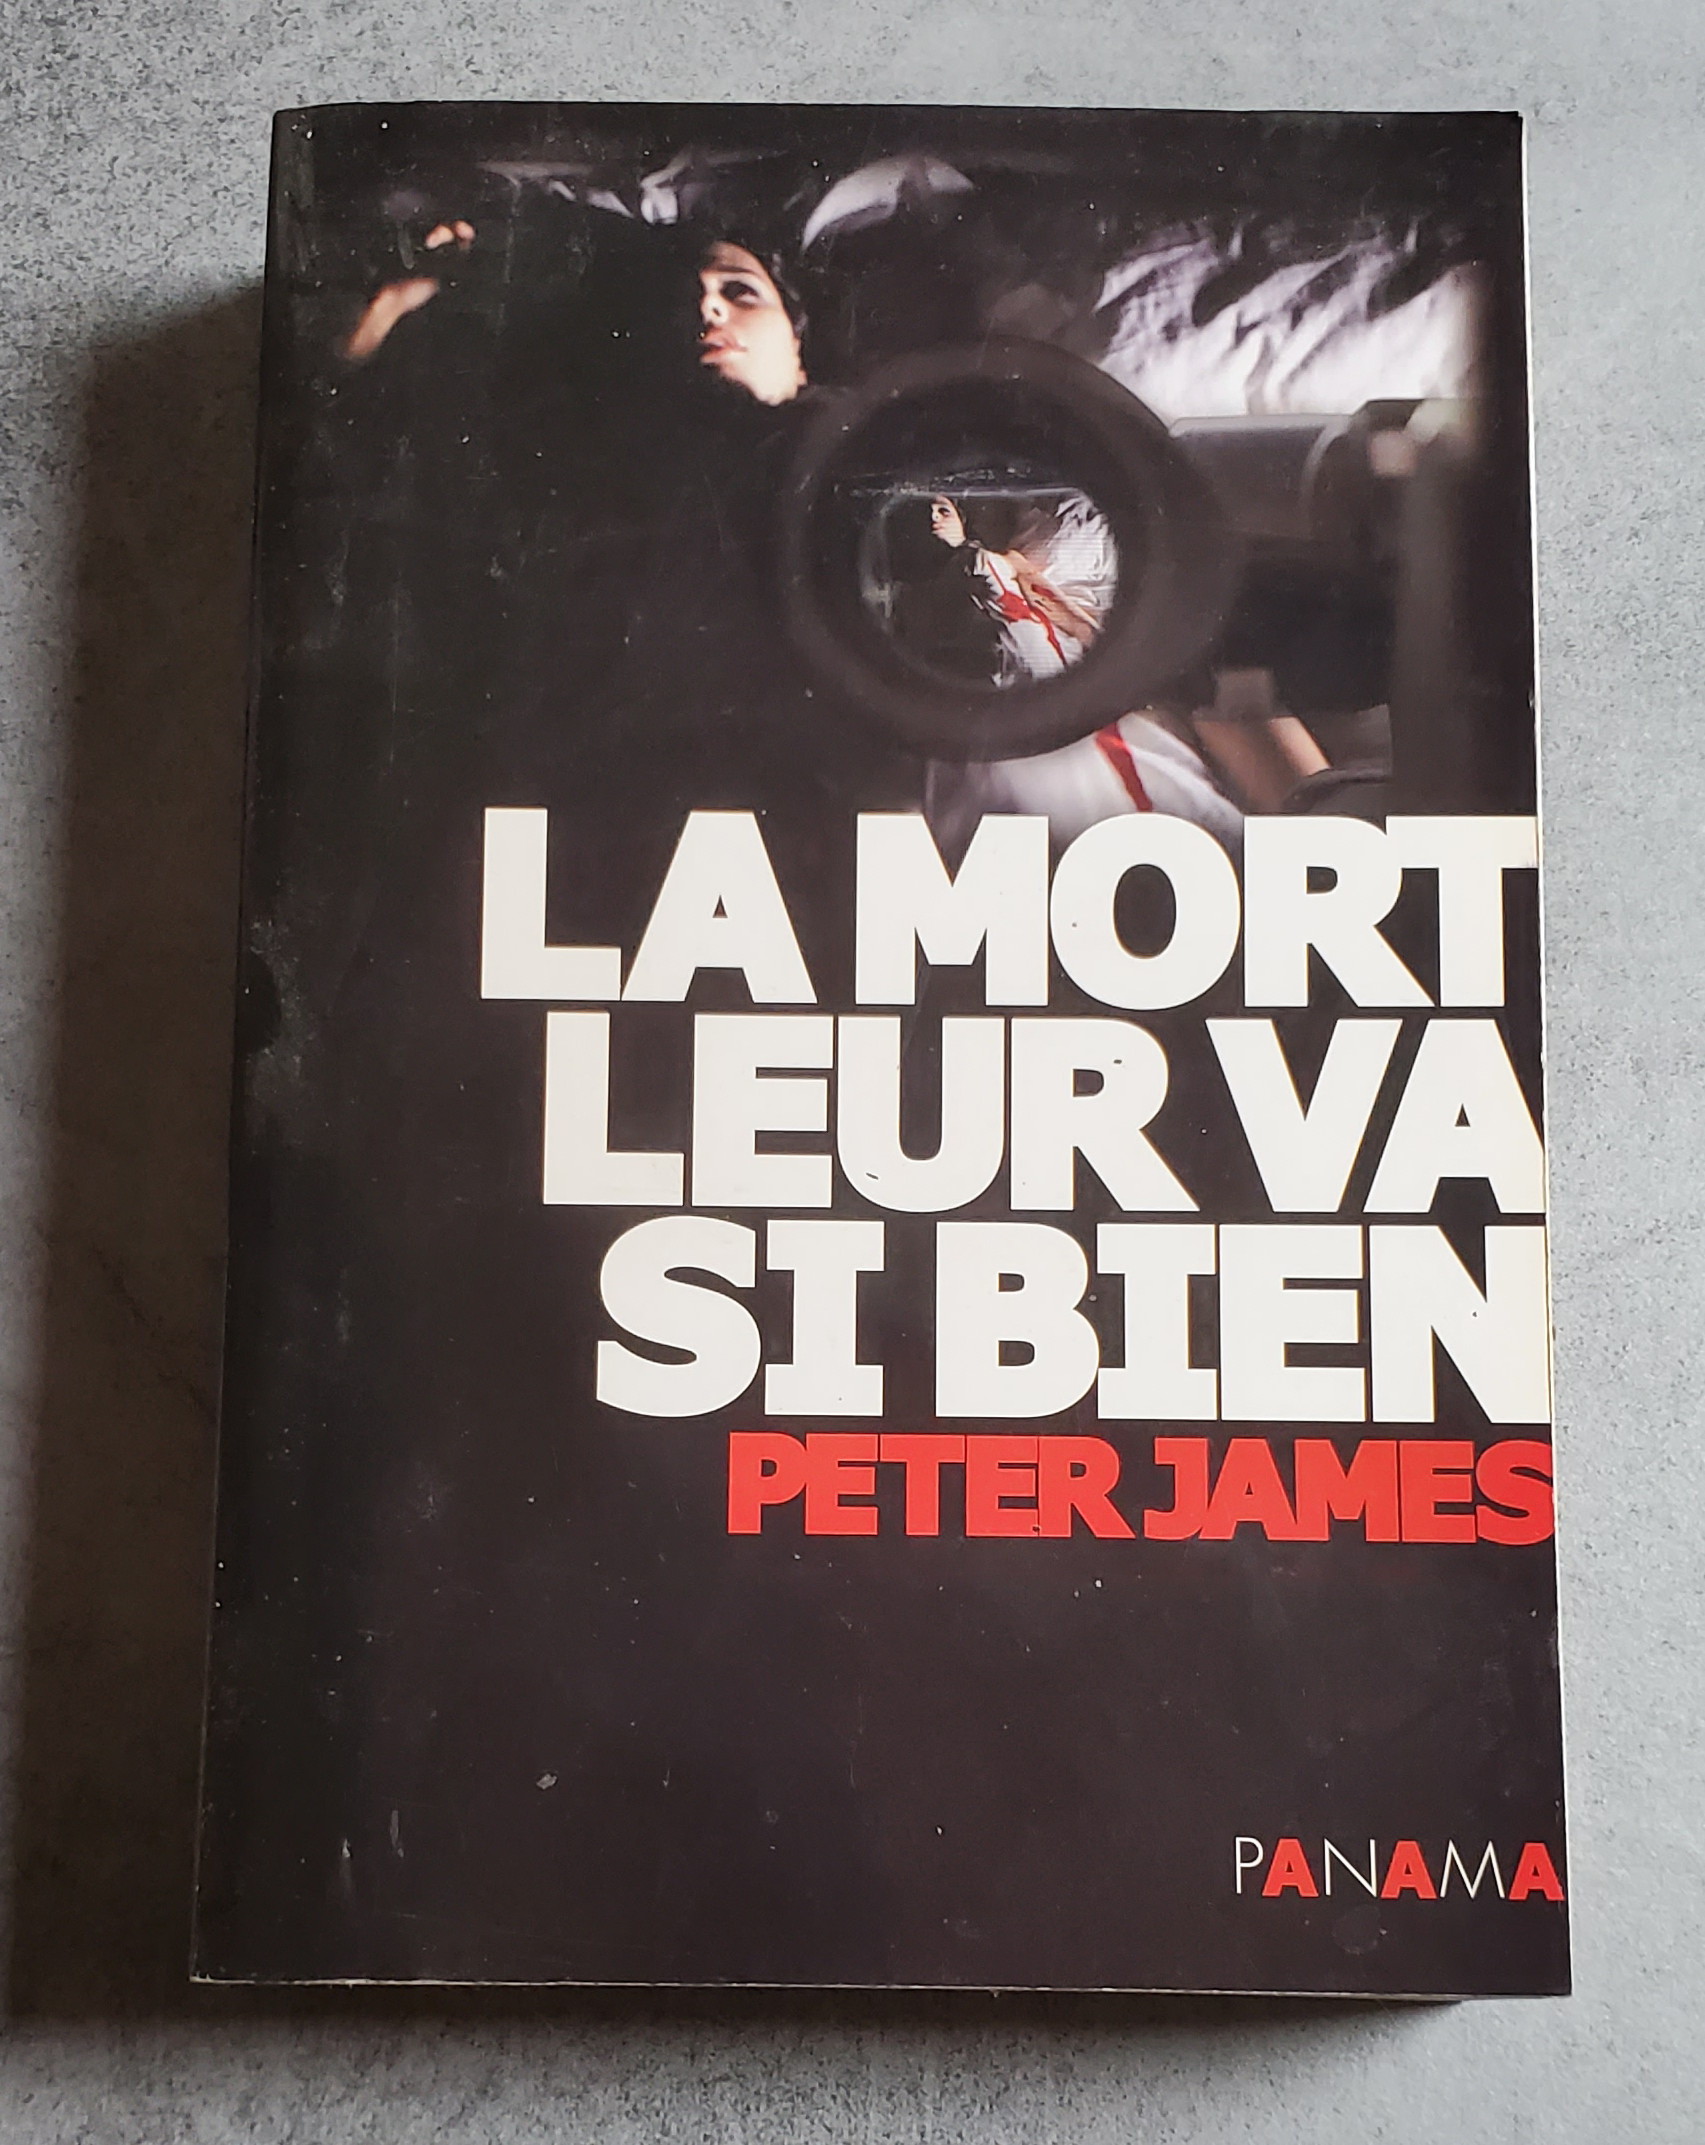 LA MORT
LEUR VA
SI BIEN
PETER JAMES
PANAMA